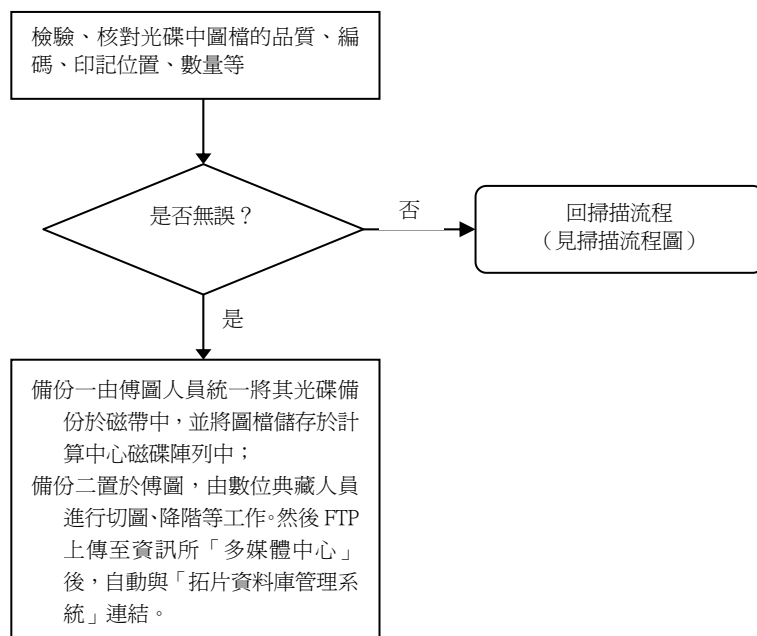 檢驗、核對光碟中圖檔的品質、編
碼、印記位置、數量等
是否無誤？
否
回掃描流程
（見掃描流程圖）
是
備份一由傅圖人員統一將其光碟備
份於磁帶中，並將圖檔儲存於計
算中心磁碟陣列中；
備份二置於傅圖，由數位典藏人員
進行切圖、降階等工作。然後 FTP
上傳至資訊所「多媒體中心」
後，自動與「拓片資料庫管理系
統」連結。